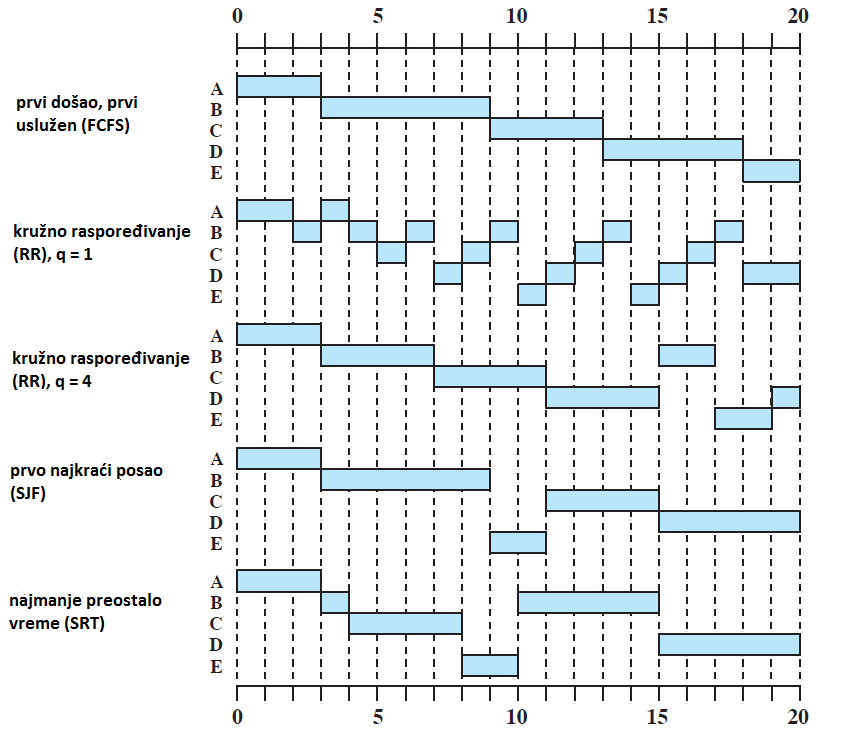 0 5 10 15 20
prvi došao, prvi
uslužen (FCFS)
A
B
C
D
E
kružno raspoređivanje
(RR), q = 1
A
B
C
D
E
kružno raspoređivanje
(RR), q = 4
A
B
C
D
E
prvo najkraći posao
(SJF)
A
B
C
D
E
najmanje preostalo
vreme (SRT)
A
B
C
D
E
0 5 10 15 20